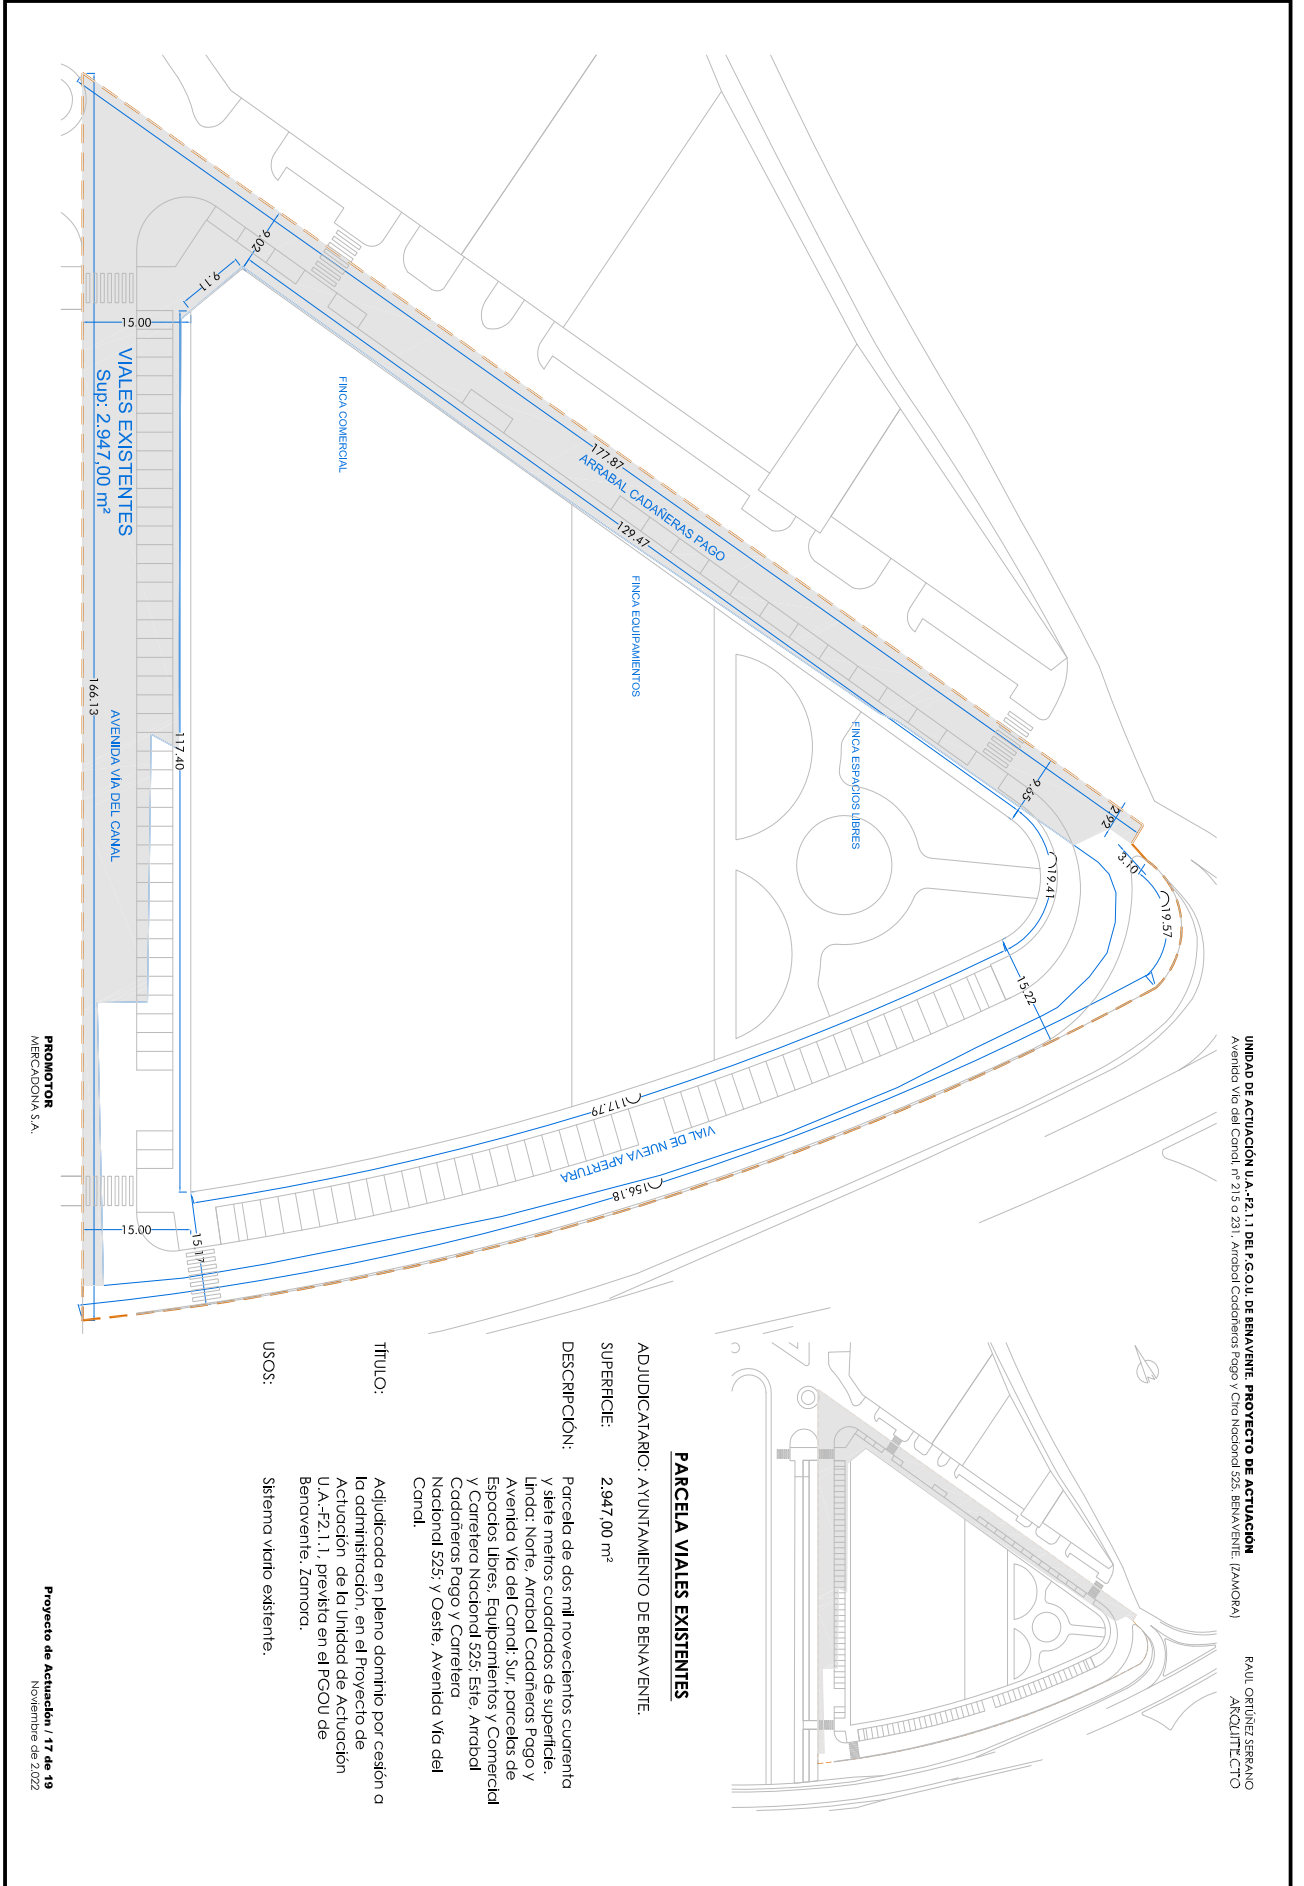 UNIDAD DE ACTUACIÓN U.A.-F2.1.1 DEL P.G.O.U. DE BENAVENTE. PROYECTO DE ACTUACIÓN
Avenida Vía del Canal, nº 215 a 231, Arrabal Cadañeras Pago y Ctra Nacional 525. BENAVENTE. (ZAMORA)
RAUL ORTÚÑEZ SERRANO
ARQUITECTO
177.87
ARRABAL CADAÑERAS PAGO
129.47
9.02
9.11
15.00
VIALES EXISTENTES
Sup: 2.947,00 m²
FINCA COMERCIAL
FINCA EQUIPAMIENTOS
FINCA ESPACIOS LIBRES
9.65
2.92
3.10
19.57
19.41
15.22
117.40
166.13
AVENIDA VÍA DEL CANAL
117.79
VIAL DE NUEVA APERTURA
156.18
15.00
15.17
PARCELA VIALES EXISTENTES
ADJUDICATARIO: AYUNTAMIENTO DE BENAVENTE.
SUPERFICIE: 2.947,00 m²
DESCRIPCIÓN: Parcela de dos mil novecientos cuarenta
y siete metros cuadrados de superficie.
Linda: Norte, Arrabal Cadañeras Pago y
Avenida Vía del Canal; Sur, parcelas de
Espacios Libres, Equipamientos y Comercial
y Carretera Nacional 525; Este, Arrabal
Cadañeras Pago y Carretera
Nacional 525; y Oeste, Avenida Vía del
Canal.
TÍTULO: Adjudicada en pleno dominio por cesión a
la administración, en el Proyecto de
Actuación de la Unidad de Actuación
U.A.-F2.1.1, prevista en el PGOU de
Benavente. Zamora.
USOS: Sistema viario existente.
PROMOTOR
MERCADONA S.A.
Proyecto de Actuación / 17 de 19
Noviembre de 2.022